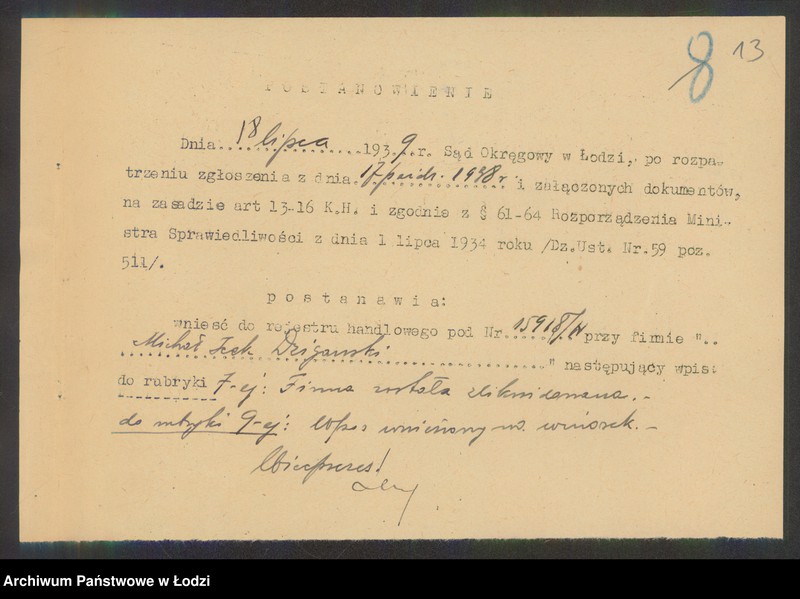 8 13
POSTANOWIENIE
Dnia 18 lipca 1939.r. Sąd Okręgowy w Łodzi, po rozpa-
trzeniu zgłoszenia z dnia 17 paźdz. 1938 r. i załączonych dokumentów,
na zasadzie art 13-16 K.H. i zgodnie z § 61-64 Rozporządzenia Mini-
stra Sprawiedliwości z dnia 1 lipca 1934 roku /Dz.Ust. Nr.59 poz.
511/.
postanawia:
wnieść do rejestru handlowego pod Nr. 15918/A przy firmie "..
Michał Icek " następujący wpis:
do rubryki 7-ej: Firma została zlikwidowana.-
do rubryki 9-ej: Wpis wniesiony na wniosek.-
Wiceprezes!
Archiwum Państwowe w Łodzi